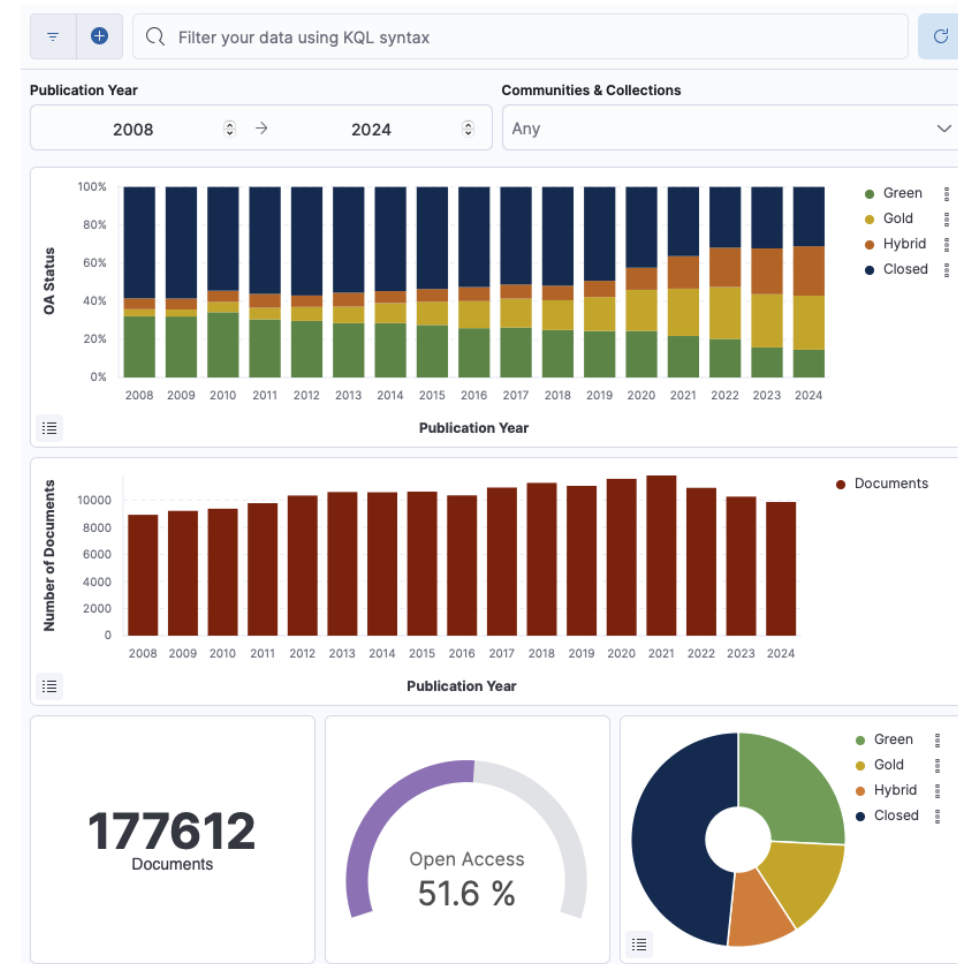 Filter your data using KQL syntax
Publication Year
Communities & Collections
2008 → 2024
Any
OA Status
100%
80%
60%
40%
20%
0%
2008 2009 2010 2011 2012 2013 2014 2015 2016 2017 2018 2019 2020 2021 2022 2023 2024
Publication Year
Green
Gold
Hybrid
Closed
Number of Documents
10000
8000
6000
4000
2000
0
2008 2009 2010 2011 2012 2013 2014 2015 2016 2017 2018 2019 2020 2021 2022 2023 2024
Publication Year
Documents
177612
Documents
Open Access
51.6 %
Green
Gold
Hybrid
Closed